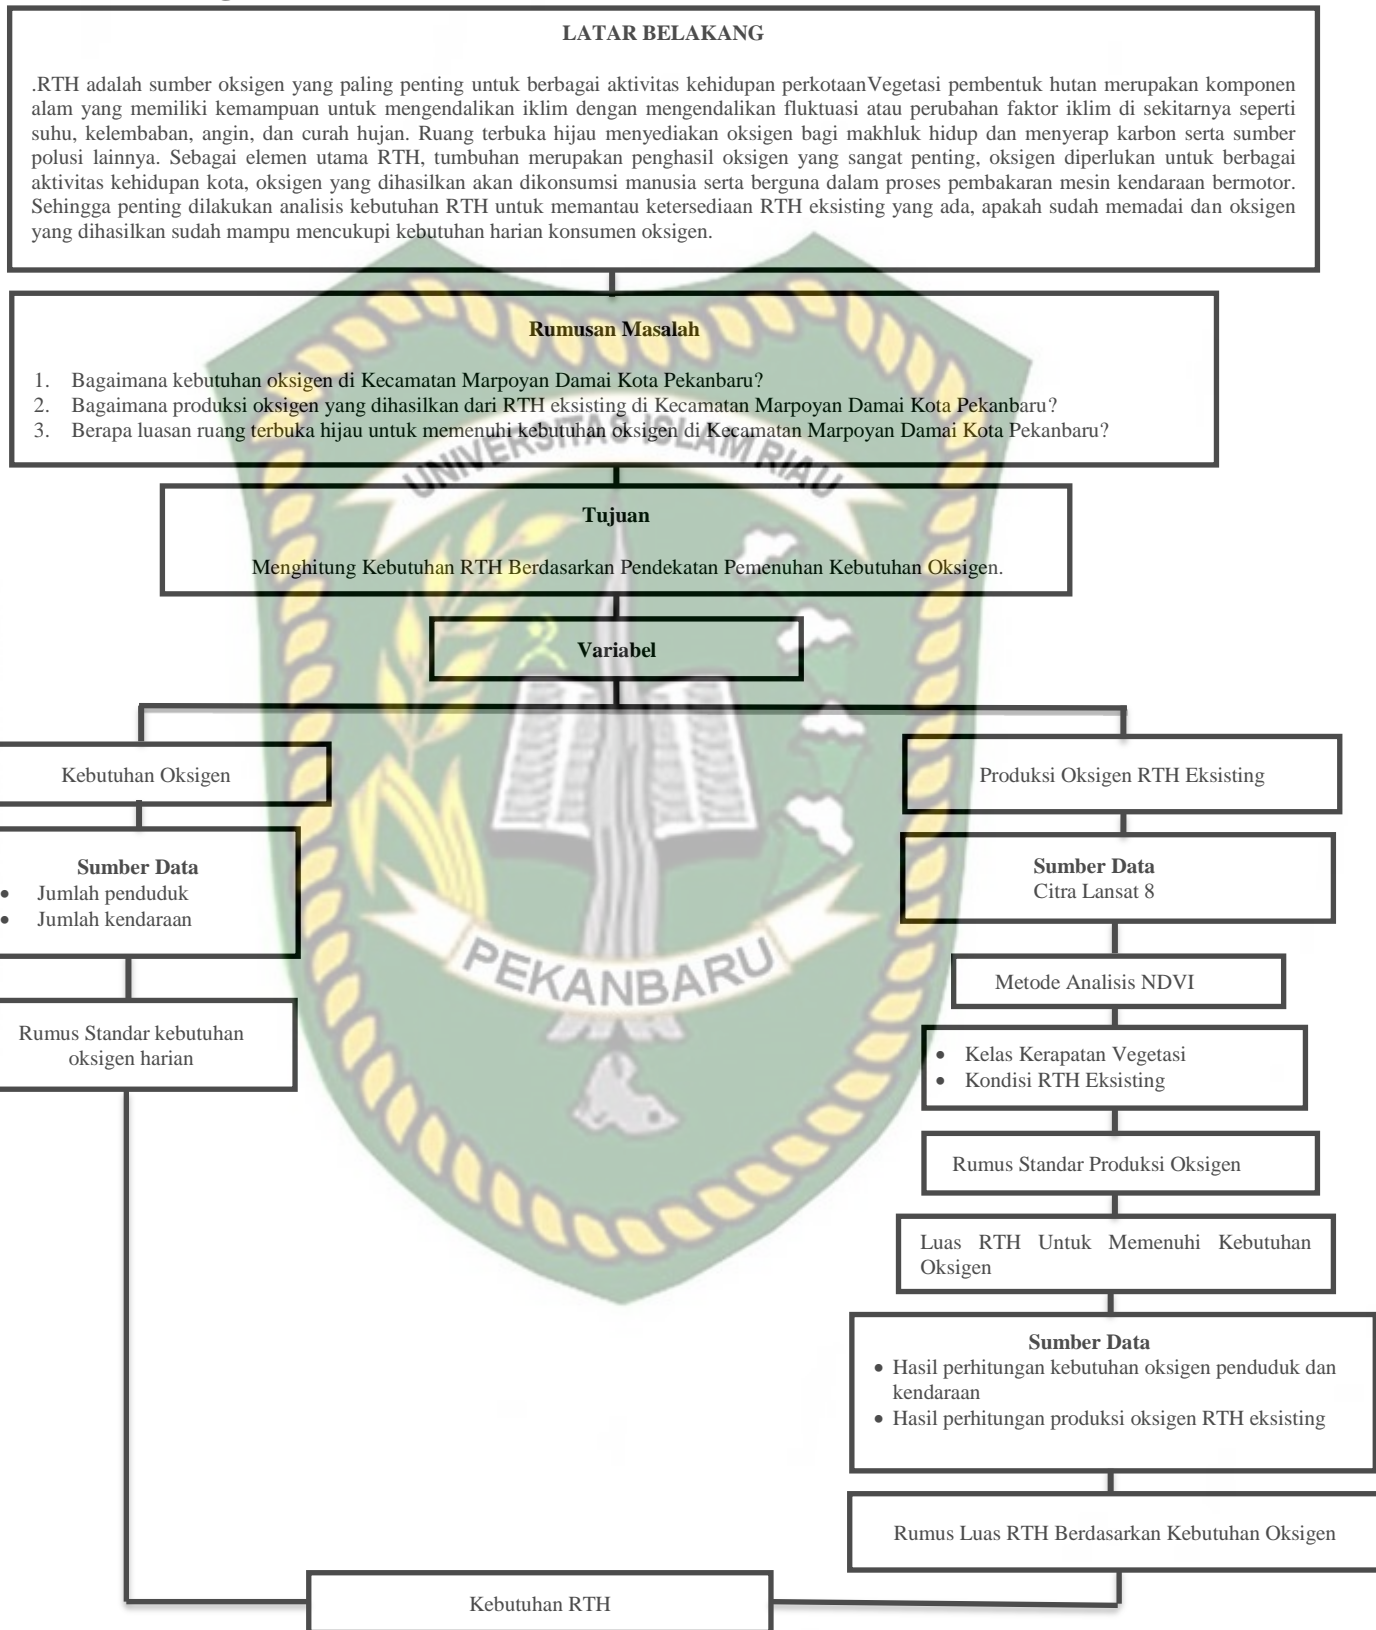 LATAR BELAKANG
.RTH adalah sumber oksigen yang paling penting untuk berbagai aktivitas kehidupan perkotaanVegetasi pembentuk hutan merupakan komponen
alam yang memiliki kemampuan untuk mengendalikan iklim dengan mengendalikan fluktuasi atau perubahan faktor iklim di sekitarnya seperti
suhu, kelembaban, angin, dan curah hujan. Ruang terbuka hijau menyediakan oksigen bagi makhluk hidup dan menyerap karbon serta sumber
polusi lainnya. Sebagai elemen utama RTH, tumbuhan merupakan penghasil oksigen yang sangat penting, oksigen diperlukan untuk berbagai
aktivitas kehidupan kota, oksigen yang dihasilkan akan dikonsumsi manusia serta berguna dalam proses pembakaran mesin kendaraan bermotor.
Sehingga penting dilakukan analisis kebutuhan RTH untuk memantau ketersediaan RTH eksisting yang ada, apakah sudah memadai dan oksigen
yang dihasilkan sudah mampu mencukupi kebutuhan harian konsumen oksigen.
Rumusan Masalah
1. Bagaimana kebutuhan oksigen di Kecamatan Marpoyan Damai Kota Pekanbaru?
2. Bagaimana produksi oksigen yang dihasilkan dari RTH eksisting di Kecamatan Marpoyan Damai Kota Pekanbaru?
3. Berapa luasan ruang terbuka hijau untuk memenuhi kebutuhan oksigen di Kecamatan Marpoyan Damai Kota Pekanbaru?
UNIVERSITAS ISLAM RIAU
Tujuan
Menghitung Kebutuhan RTH Berdasarkan Pendekatan Pemenuhan Kebutuhan Oksigen.
Variabel
Kebutuhan Oksigen
Sumber Data
• Jumlah penduduk
• Jumlah kendaraan
Rumus Standar kebutuhan
oksigen harian
PEKANBARU
Produksi Oksigen RTH Eksisting
Sumber Data
Citra Lansat 8
Metode Analisis NDVI
• Kelas Kerapatan Vegetasi
• Kondisi RTH Eksisting
Rumus Standar Produksi Oksigen
Luas RTH Untuk Memenuhi Kebutuhan
Oksigen
Sumber Data
• Hasil perhitungan kebutuhan oksigen penduduk dan
kendaraan
• Hasil perhitungan produksi oksigen RTH eksisting
Rumus Luas RTH Berdasarkan Kebutuhan Oksigen
Kebutuhan RTH